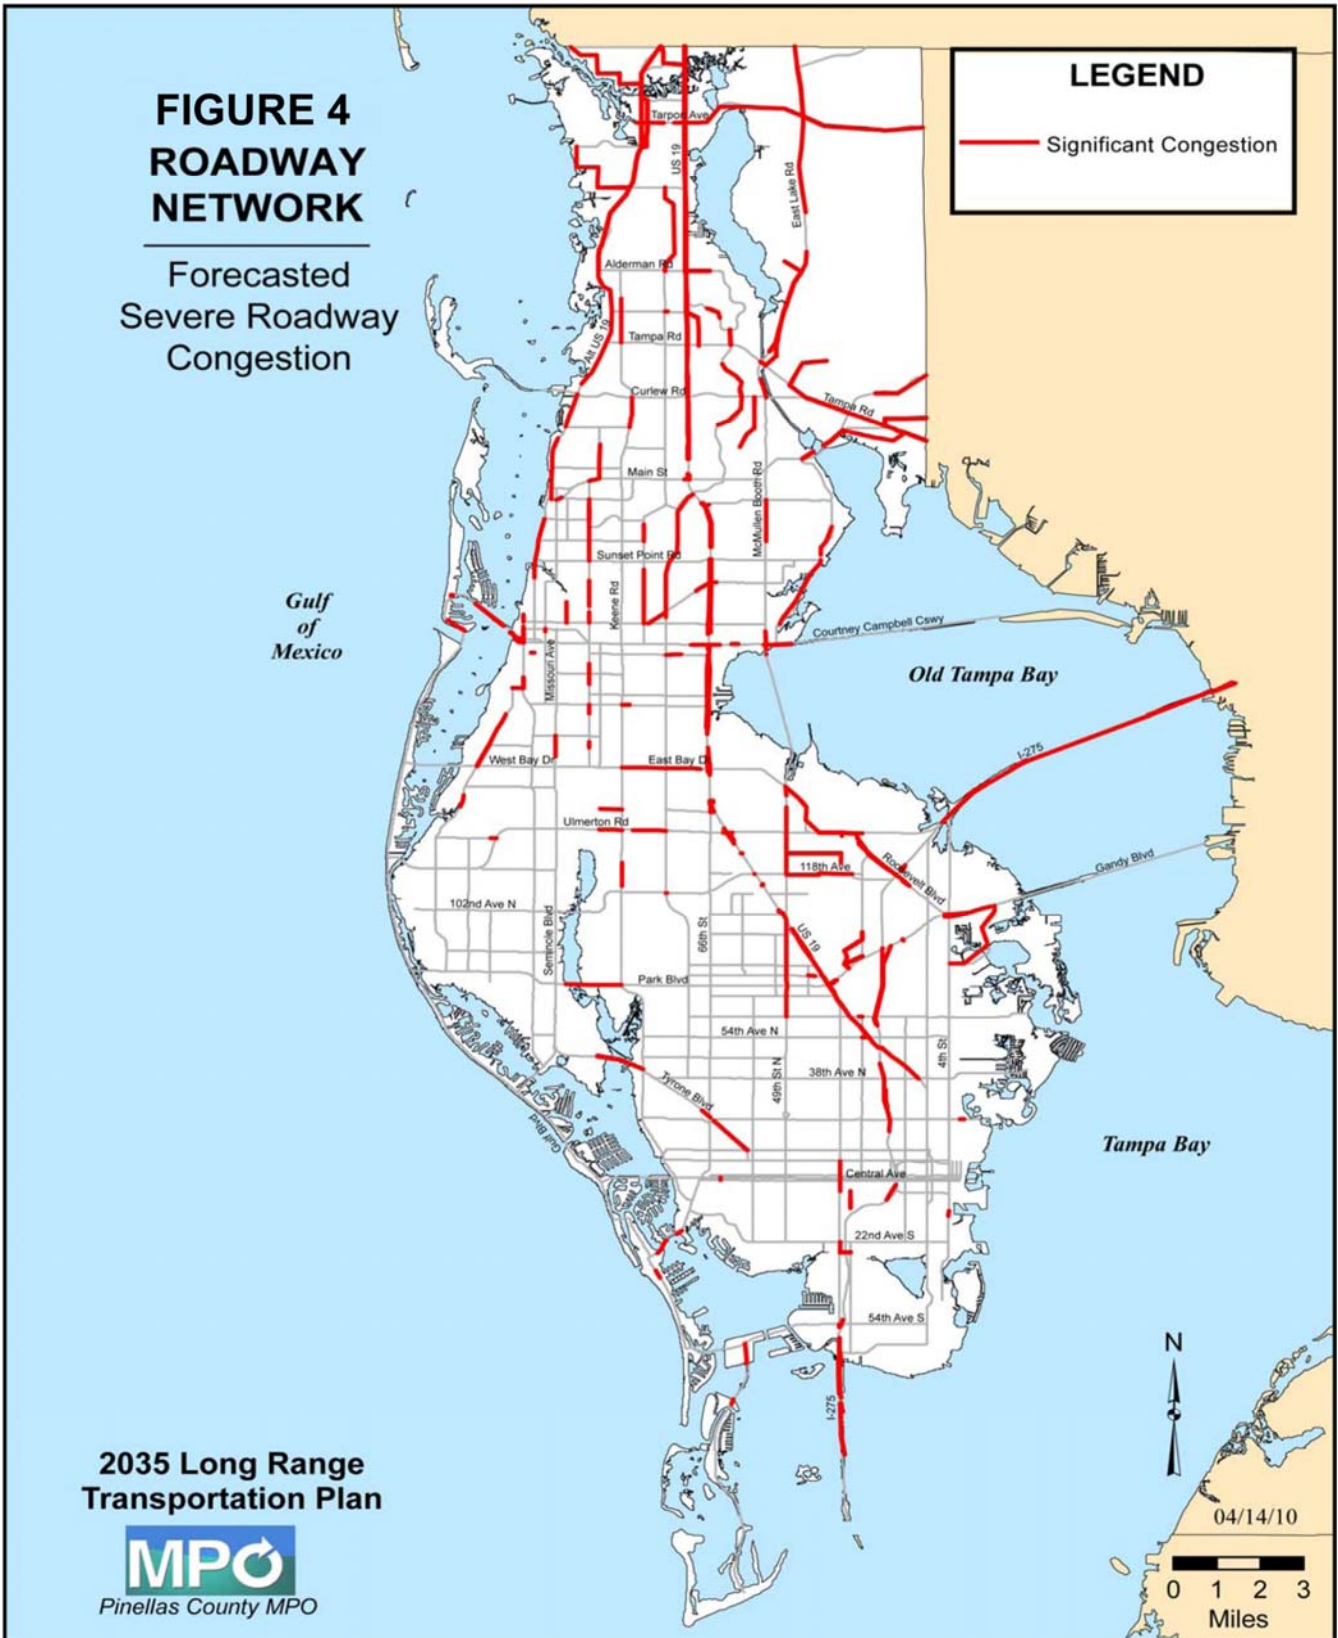 FIGURE 4
ROADWAY
NETWORK
Forecasted
Severe Roadway
Congestion
LEGEND
Significant Congestion
Tarpon Ave
US 19
East Lake Rd
Alderman Rd
Alt US 19
Tampa Rd
Curlew Rd
Tampa Rd
Main St
McMullen Booth Rd
Sunset Point Rd
Keene Rd
Gulf
of
Mexico
Courtney Campbell Cswy
Missouri Ave
Old Tampa Bay
I-275
West Bay Dr
East Bay D
Ulmerton Rd
118th Ave
Roosevelt Blvd
Gandy Blvd
102nd Ave N
Seminole Blvd
66th St
US 19
Park Blvd
54th Ave N
4th St
49th St N
38th Ave N
Tyrone Blvd
Gulf Blvd
Tampa Bay
Central Ave
22nd Ave S
54th Ave S
I-275
N
2035 Long Range
Transportation Plan
MPO
Pinellas County MPO
04/14/10
0 1 2 3
Miles